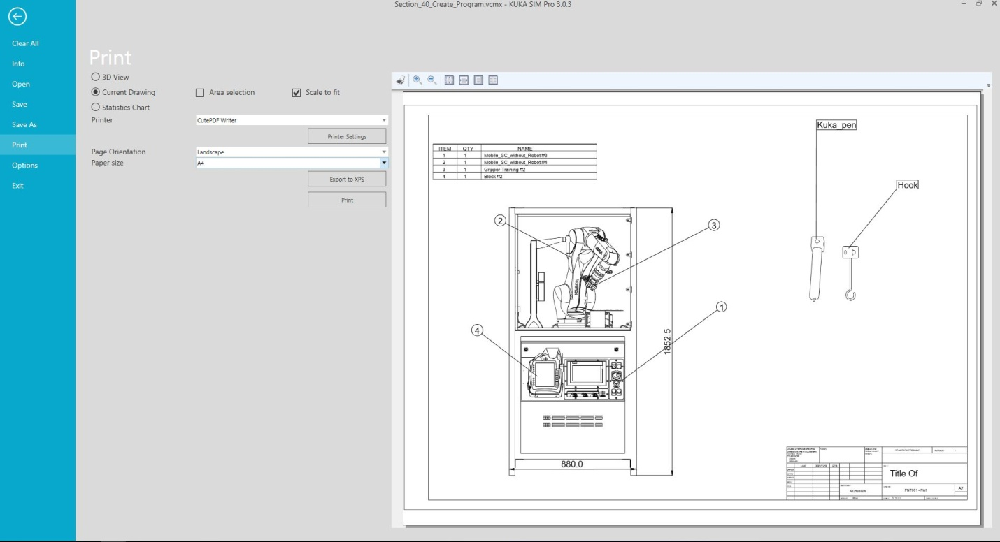 Section_40_Create_Program.vcmx - KUKA SIM Pro 3.0.3
Clear All
Info
Open
Save
Save As
Print
Options
Exit
Print
3D View
Current Drawing
Area selection
Scale to fit
Statistics Chart
Printer
CutePDF Writer
Printer Settings
Page Orientation
Landscape
Paper size
A4
Export to XPS
Print
ITEM QTY NAME
1 1 Mobile_SC_without_Robot #3
2 1 Mobile_SC_without_Robot #4
3 1 Gripper-Training #2
4 1 Block #2
Kuka_pen
Hook
2
3
1
4
KUKA
KUKA
1852.5
880.0
Title Of
Aluminium
PNT001 - Part
A2
1:100